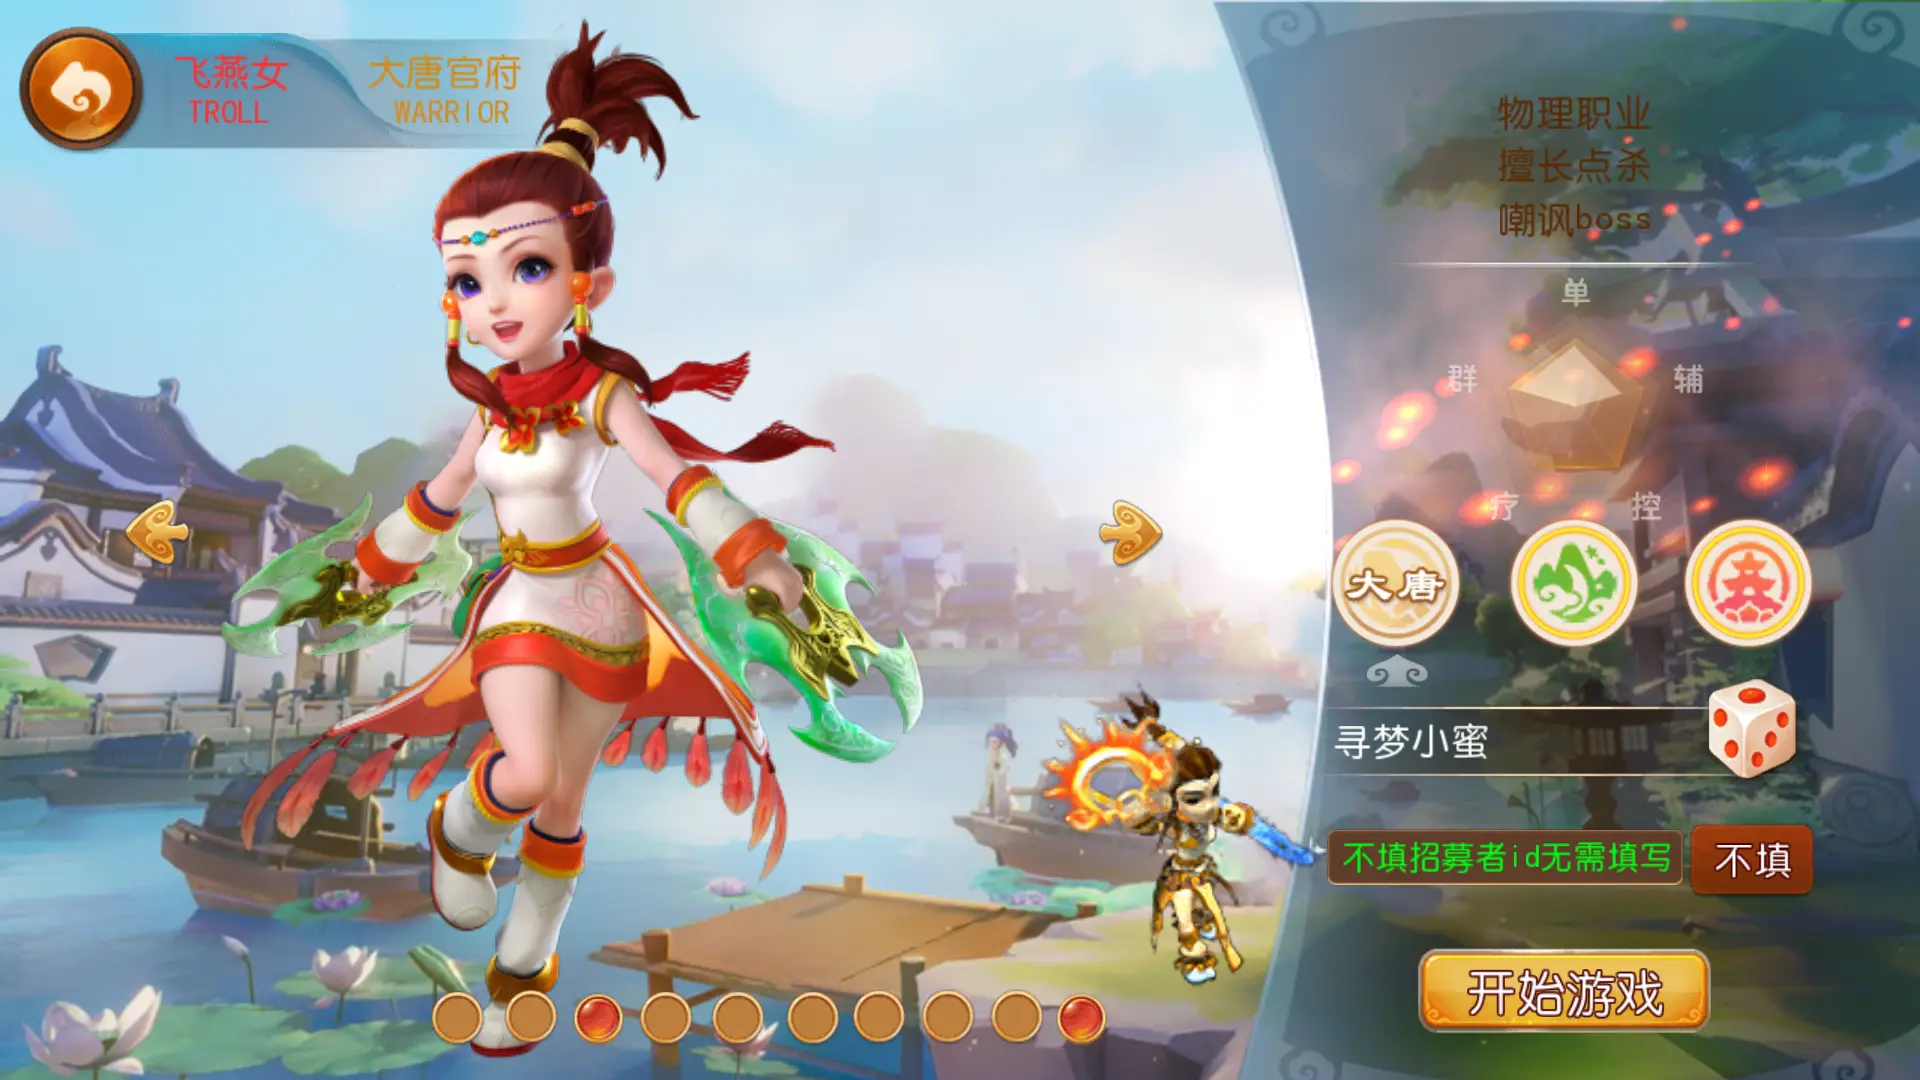 飞燕女
TROLL
大唐官府
WARRIOR
物理职业
擅长点杀
嘲讽boss
单
群
辅
疗
控
大唐
寻梦小蜜
不填招募者id无需填写
不填
开始游戏